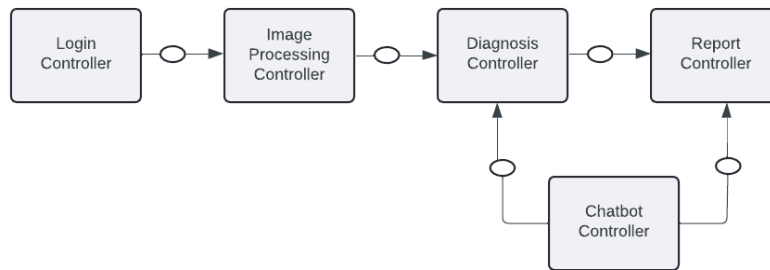 Login
Controller
Image
Processing
Controller
Diagnosis
Controller
Report
Controller
Chatbot
Controller